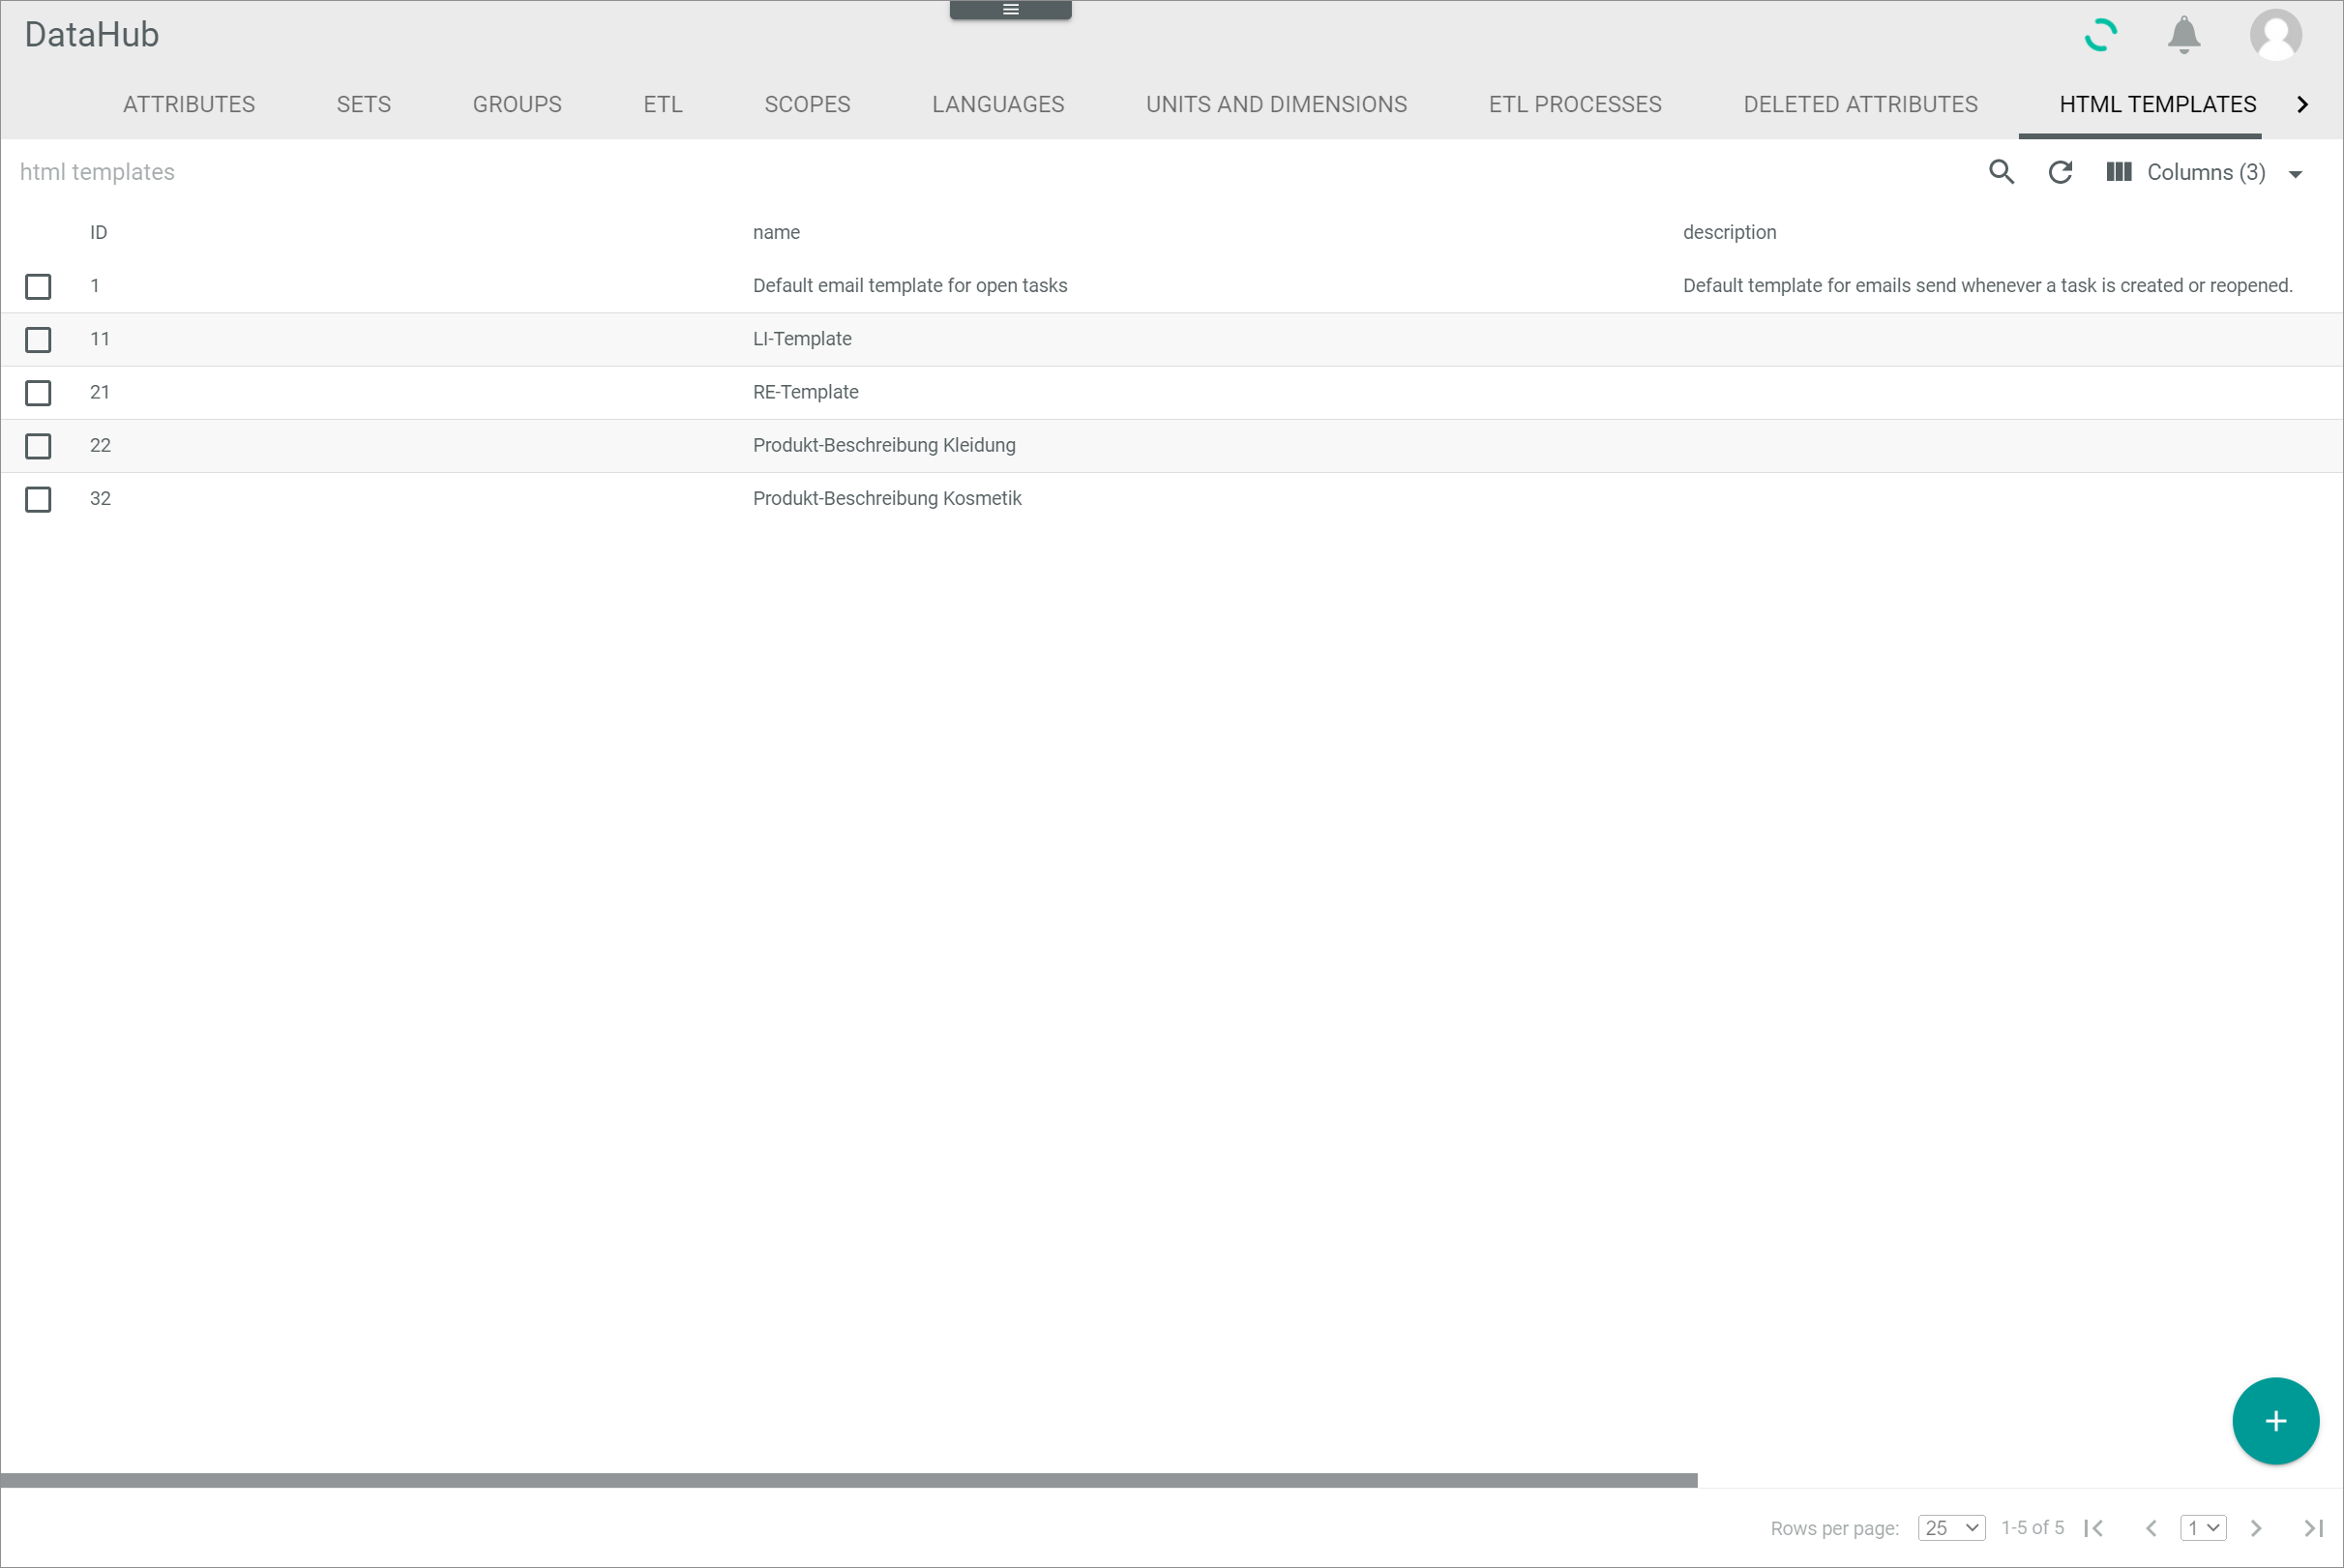 DataHub
ATTRIBUTES SETS GROUPS ETL SCOPES LANGUAGES UNITS AND DIMENSIONS ETL PROCESSES DELETED ATTRIBUTES HTML TEMPLATES
html templates Columns (3)
ID name description
1 Default email template for open tasks Default template for emails send whenever a task is created or reopened.
11 LI-Template
21 RE-Template
22 Produkt-Beschreibung Kleidung
32 Produkt-Beschreibung Kosmetik
Rows per page: 25 1-5 of 5 1